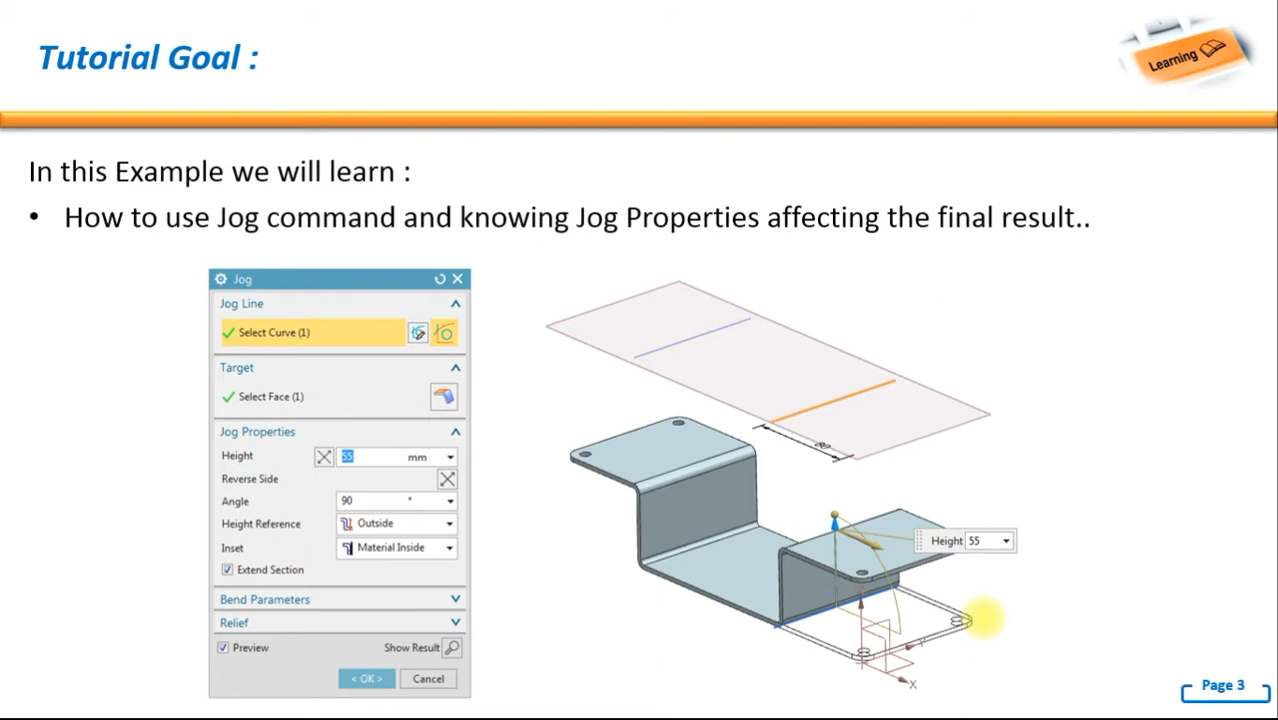 Tutorial Goal :
Learning
In this Example we will learn :
• How to use Jog command and knowing Jog Properties affecting the final result..
Jog
Jog Line
Select Curve (1)
Target
Select Face (1)
Jog Properties
Height 55 mm
Reverse Side
Angle 90 °
Height Reference Outside
Inset Material Inside
Extend Section
Bend Parameters
Relief
Preview Show Result
< OK > Cancel
80
Height 55
Y
X
Page 3